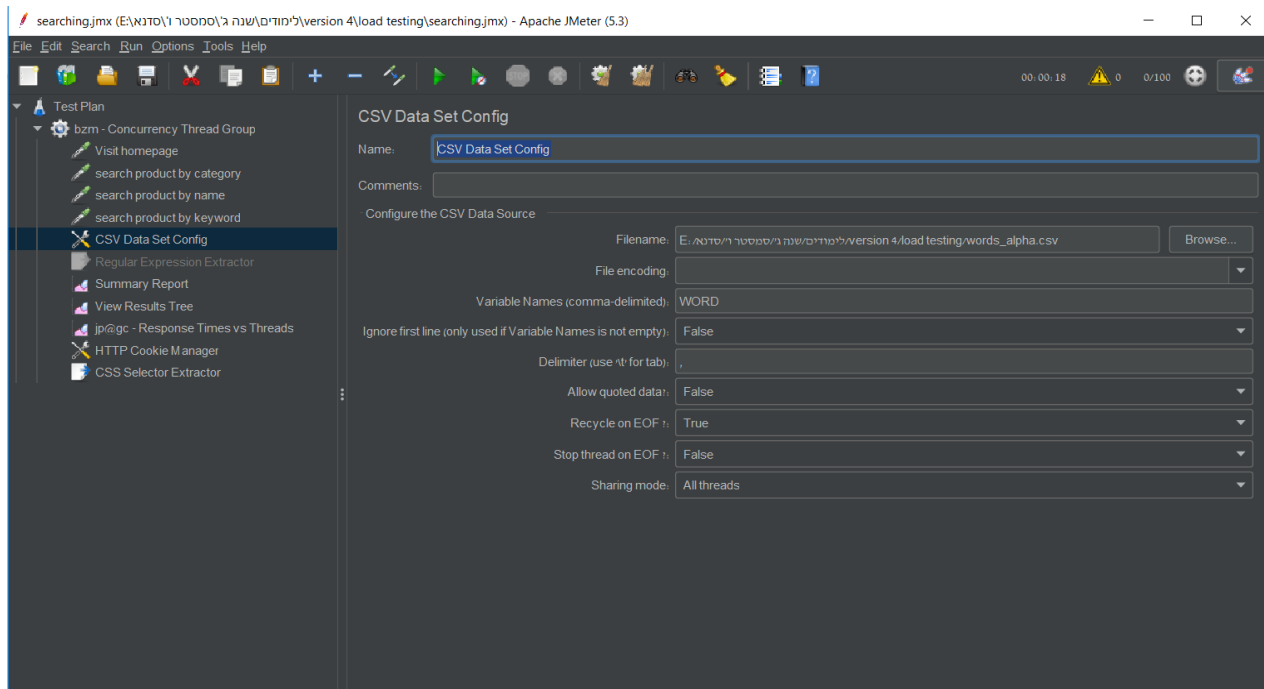 searching.jmx (E:\לימודים\שנה ג'\סמסטר ו'\סדנא\version 4\load testing\searching.jmx) - Apache JMeter (5.3)
File Edit Search Run Options Tools Help
STOP
00:00:18 0 0/100
Test Plan
bzm - Concurrency Thread Group
Visit homepage
search product by category
search product by name
search product by keyword
CSV Data Set Config
Regular Expression Extractor
Summary Report
View Results Tree
jp@gc - Response Times vs Threads
HTTP Cookie Manager
CSS Selector Extractor
CSV Data Set Config
Name: CSV Data Set Config
Comments:
Configure the CSV Data Source
Filename: E:/לימודים/שנה ג'/סמסטר ו'/סדנא/version 4/load testing/words_alpha.csv Browse...
File encoding:
Variable Names (comma-delimited): WORD
Ignore first line (only used if Variable Names is not empty): False
Delimiter (use '\t' for tab): ,
Allow quoted data?: False
Recycle on EOF ?: True
Stop thread on EOF ?: False
Sharing mode: All threads